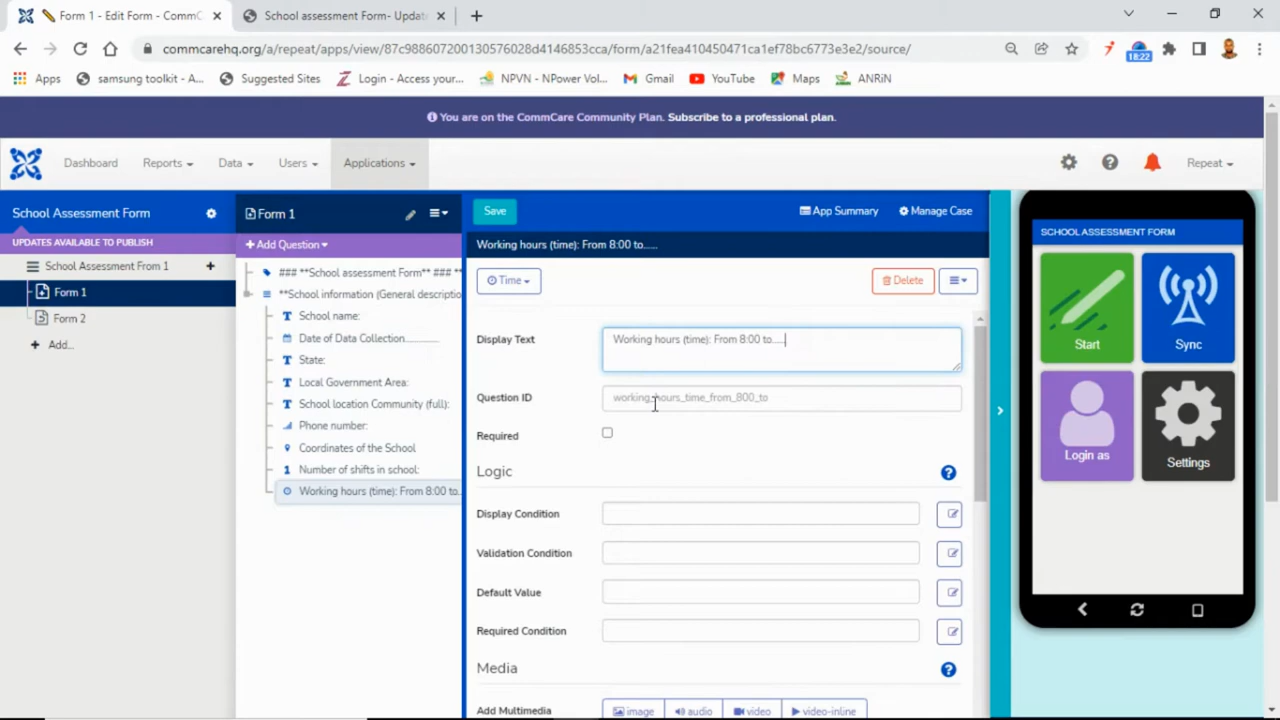 Form 1 - Edit Form - CommC
School assessment Form- Update
commcarehq.org/a/repeat/apps/view/87c988607200130576028d4146853cca/form/a21fea410450471ca1ef78bc6773e3e2/source/
18:22
Apps
samsung toolkit - A...
Suggested Sites
Login - Access your...
NPVN - NPower Vol...
Gmail
YouTube
Maps
ANRiN
You are on the CommCare Community Plan. Subscribe to a professional plan.
Dashboard
Reports
Data
Users
Applications
Repeat
School Assessment Form
UPDATES AVAILABLE TO PUBLISH
School Assessment From 1
Form 1
Form 2
Add...
Form 1
Add Question
### **School assessment Form** ### **
**School information (General descriptio
School name:
Date of Data Collection
State:
Local Government Area:
School location Community (full):
Phone number:
Coordinates of the School
Number of shifts in school:
Working hours (time): From 8:00 to..
Save
App Summary
Manage Case
Working hours (time): From 8:00 to......
Time
Delete
Display Text
Working hours (time): From 8:00 to.....
Question ID
working_hours_time_from_800_to
Required
Logic
Display Condition
Validation Condition
Default Value
Required Condition
Media
Add Multimedia
image
audio
video
video-inline
SCHOOL ASSESSMENT FORM
Start
Sync
Login as
Settings